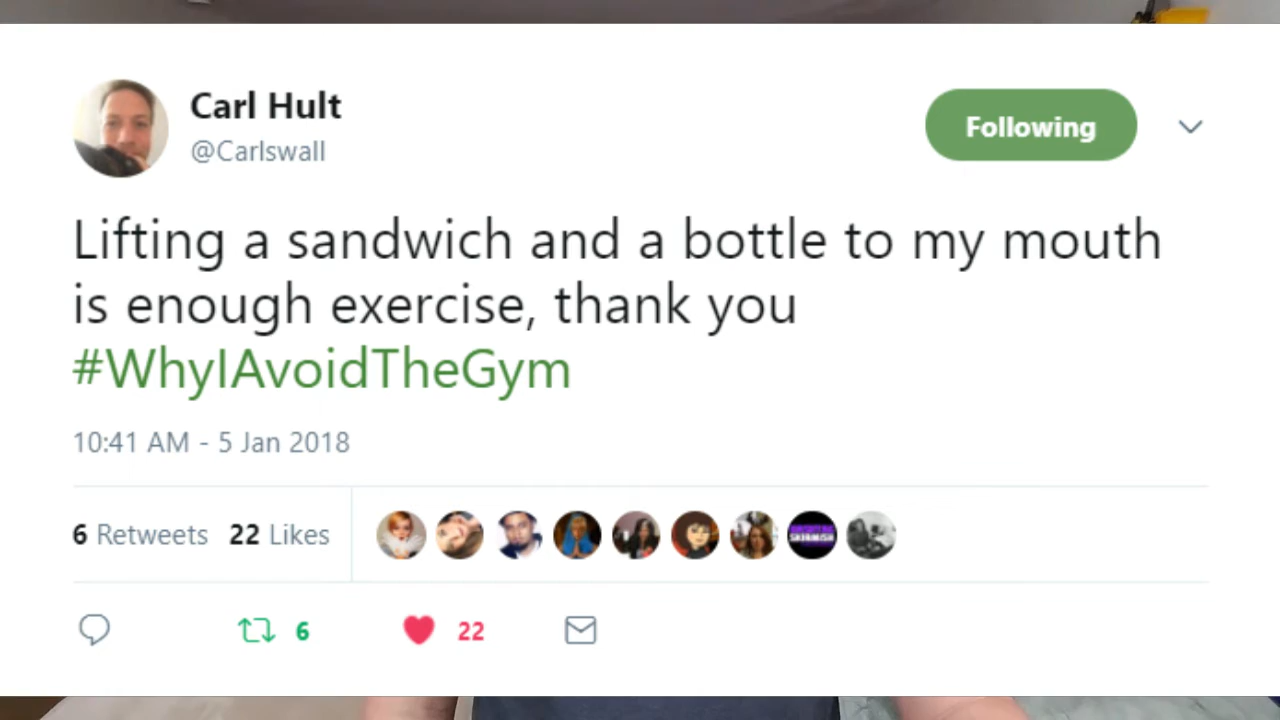 Carl Hult
@Carlswall
Following
Lifting a sandwich and a bottle to my mouth
is enough exercise, thank you
#WhyIAvoidTheGym
10:41 AM - 5 Jan 2018
6 Retweets 22 Likes
6 22